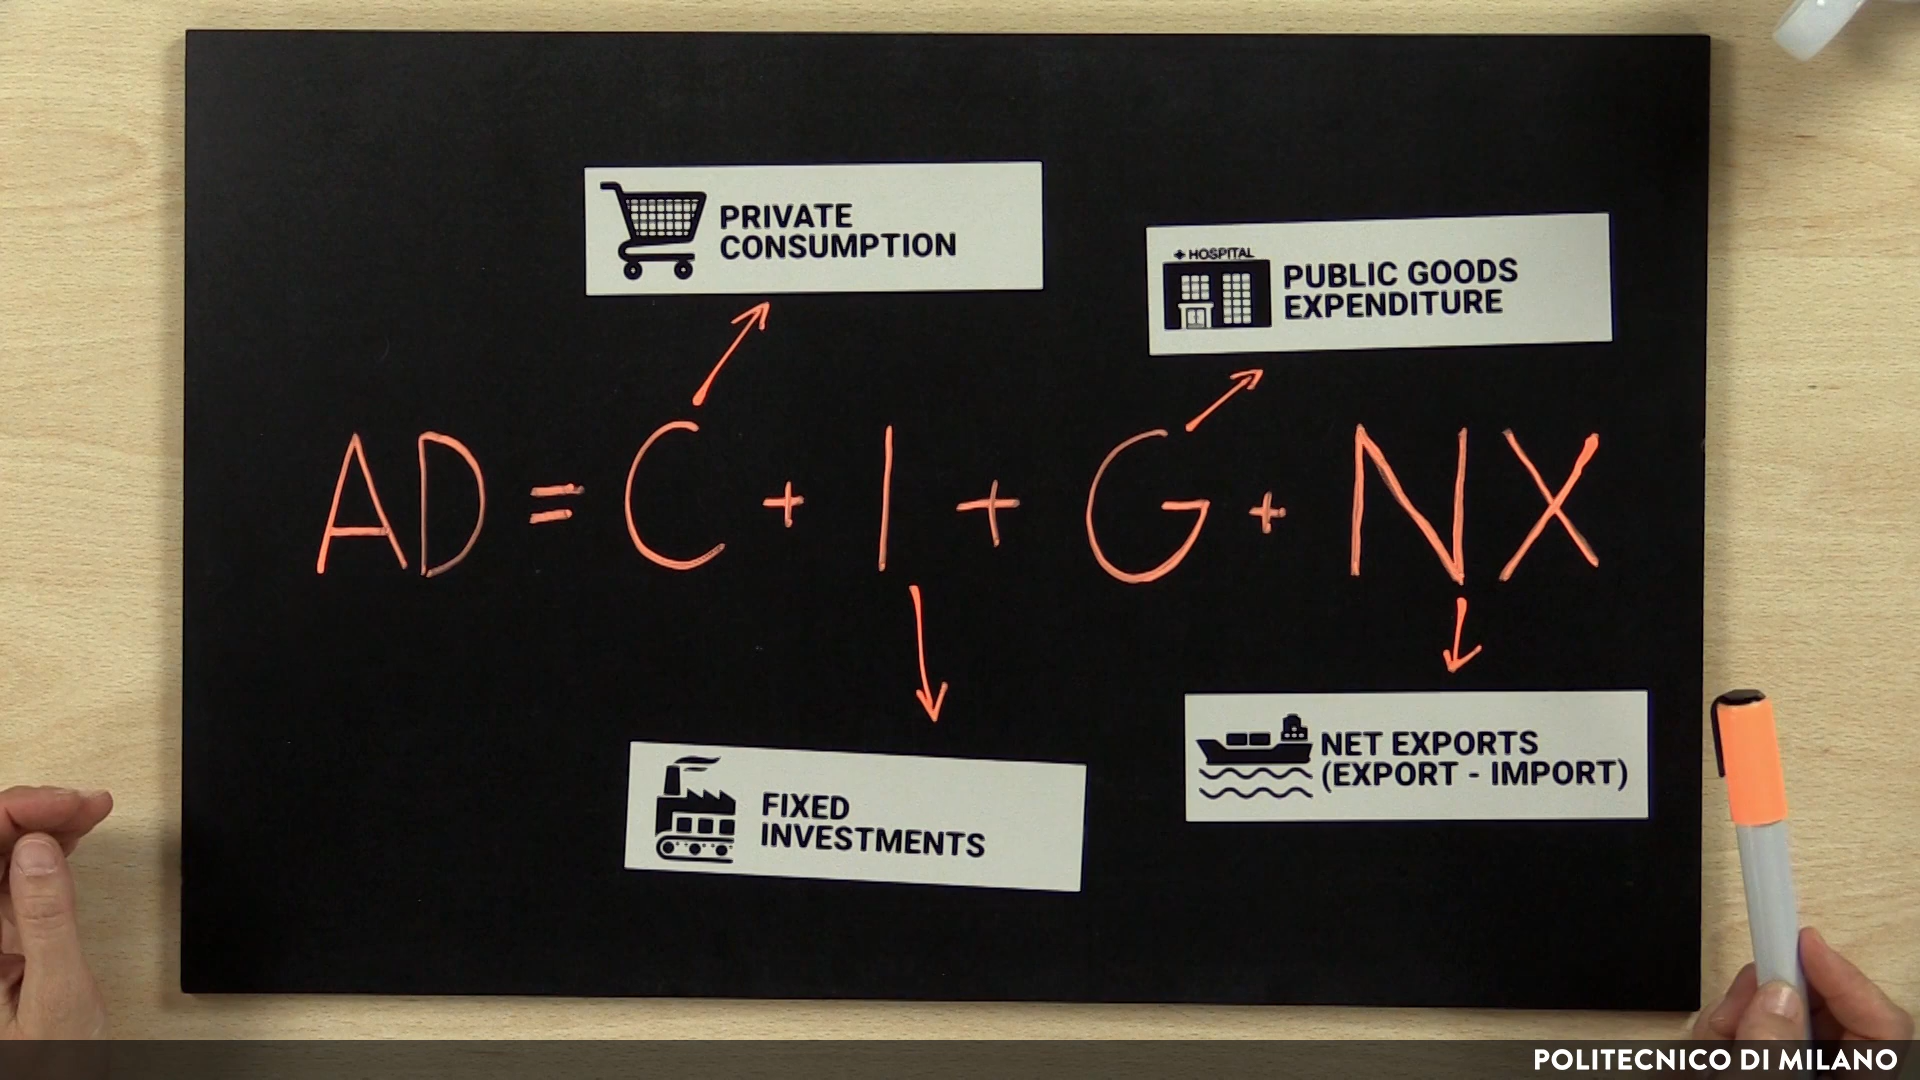 PRIVATE
CONSUMPTION
+ HOSPITAL
PUBLIC GOODS
EXPENDITURE
AD = C + I + G + NX
FIXED
INVESTMENTS
NET EXPORTS
(EXPORT - IMPORT)
POLITECNICO DI MILANO